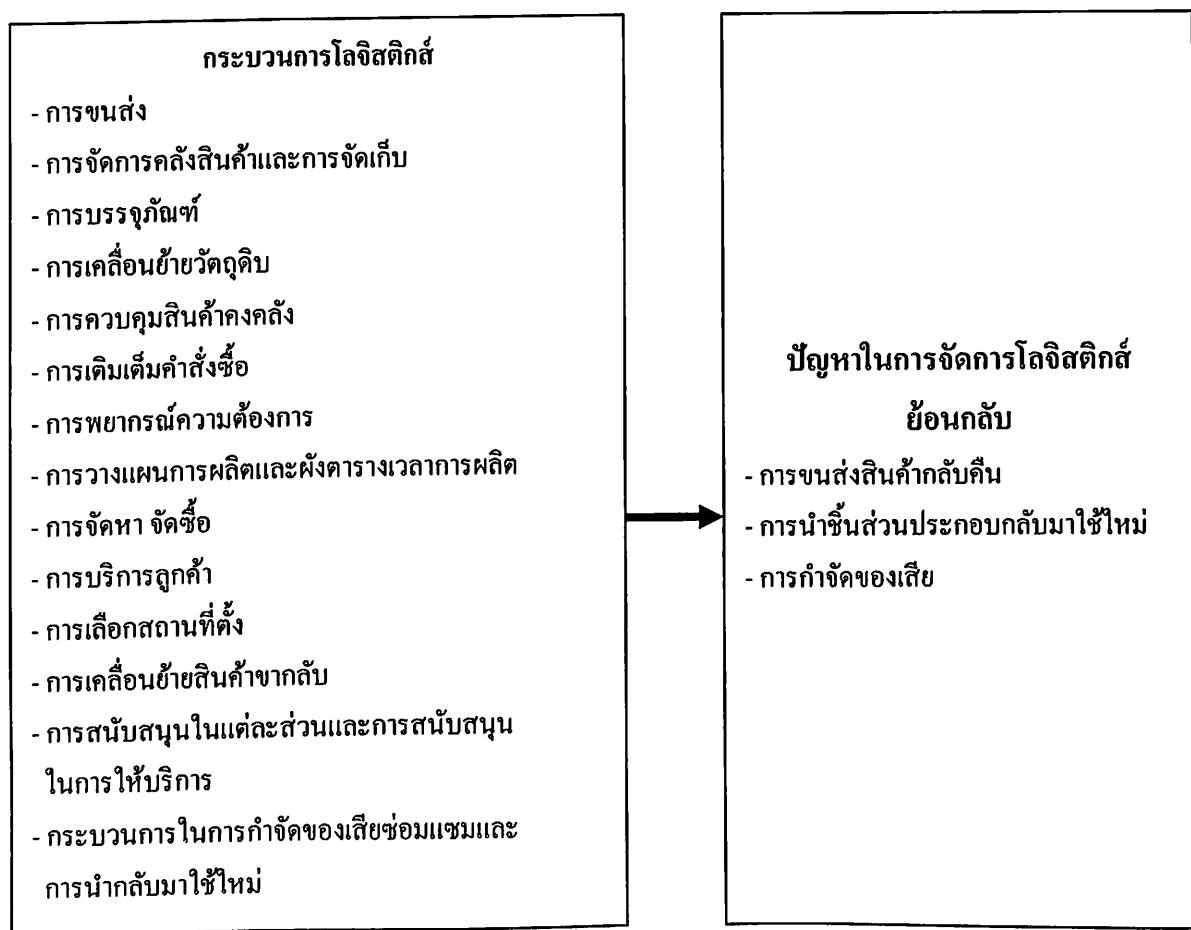 กระบวนการโลจิสติกส์
- การขนส่ง
- การจัดการคลังสินค้าและการจัดเก็บ
- การบรรจุภัณฑ์
- การเคลื่อนย้ายวัตถุดิบ
- การควบคุมสินค้าคงคลัง
- การเติมเต็มคำสั่งซื้อ
- การพยากรณ์ความต้องการ
- การวางแผนการผลิตและผังตารางเวลาการผลิต
- การจัดหา จัดซื้อ
- การบริการลูกค้า
- การเลือกสถานที่ตั้ง
- การเคลื่อนย้ายสินค้าขากลับ
- การสนับสนุนในแต่ละส่วนและการสนับสนุน
ในการให้บริการ
- กระบวนการในการกำจัดของเสียซ่อมแซมและ
การนำกลับมาใช้ใหม่
ปัญหาในการจัดการโลจิสติกส์
ย้อนกลับ
- การขนส่งสินค้ากลับคืน
- การนำชิ้นส่วนประกอบกลับมาใช้ใหม่
- การกำจัดของเสีย